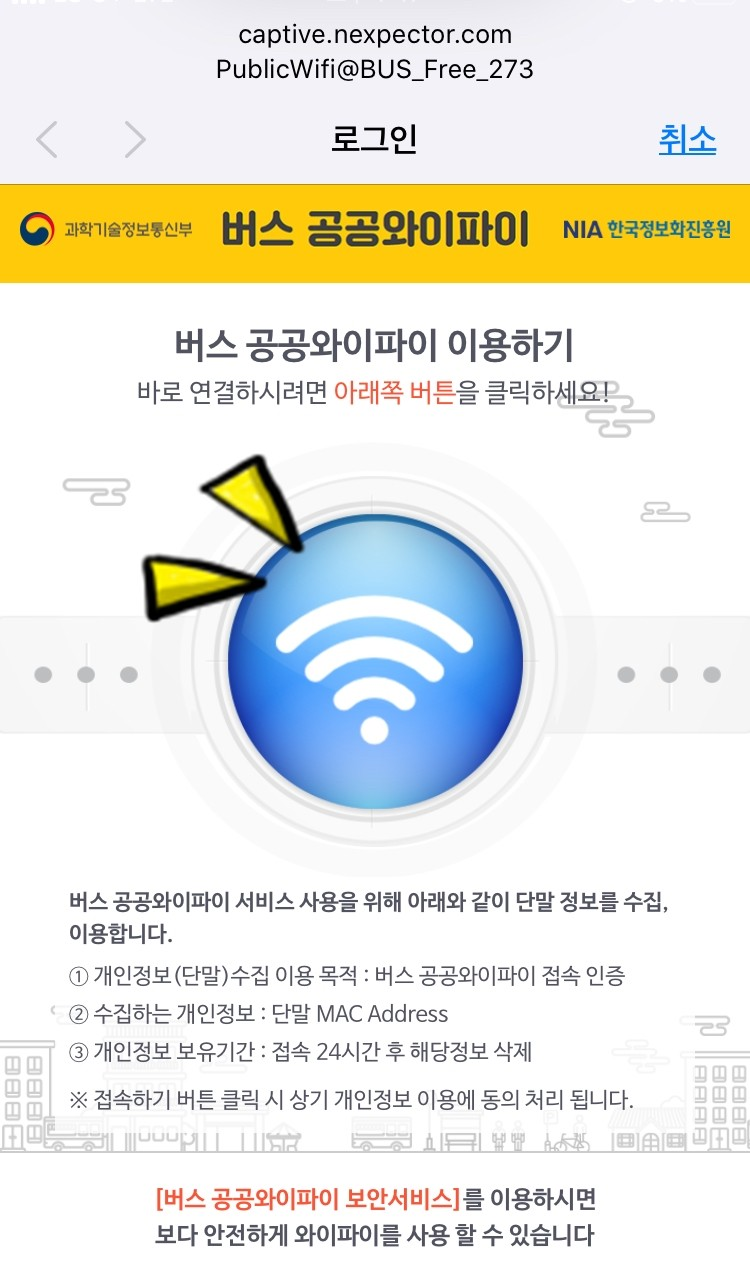 captive.nexpector.com
PublicWifi@BUS_Free_273
로그인
취소
과학기술정보통신부
버스 공공와이파이
NIA 한국정보화진흥원
버스 공공와이파이 이용하기
바로 연결하시려면 아래쪽 버튼을 클릭하세요!
버스 공공와이파이 서비스 사용을 위해 아래와 같이 단말 정보를 수집,
이용합니다.
① 개인정보(단말)수집 이용 목적 : 버스 공공와이파이 접속 인증
② 수집하는 개인정보 : 단말 MAC Address
③ 개인정보 보유기간 : 접속 24시간 후 해당정보 삭제
※ 접속하기 버튼 클릭 시 상기 개인정보 이용에 동의 처리 됩니다.
[버스 공공와이파이 보안서비스]를 이용하시면
보다 안전하게 와이파이를 사용 할 수 있습니다